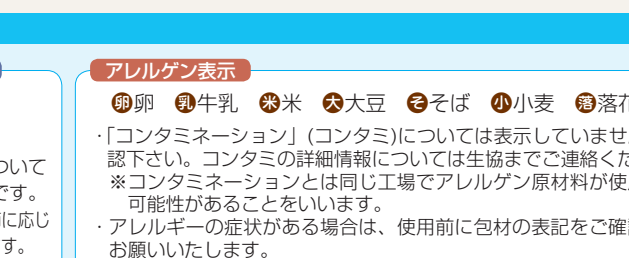 アレルゲン表示
卵卵 乳牛乳 米米 大大豆 そそば 小小麦 落落花
・「コンタミネーション」(コンタミ)については表示していませ
認下さい。コンタミの詳細情報については生協までご連絡くだ
※コンタミネーションとは同じ工場でアレルゲン原材料が使
可能性があることをいいます。
・アレルギーの症状がある場合は、使用前に包材の表記をご確
お願いいたします。
ついて
です。
に応じ
す。